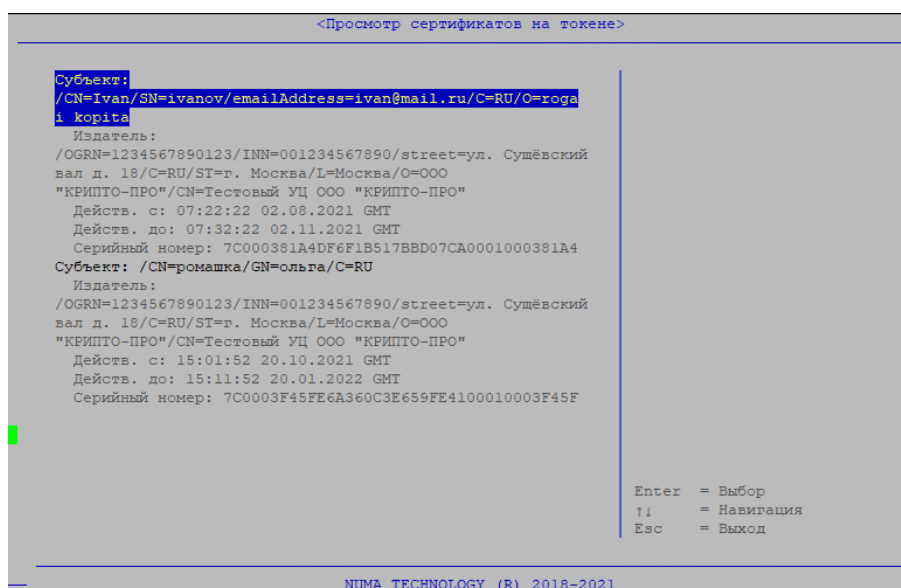 <Просмотр сертификатов на токене>
Субъект:
/CN=Ivan/SN=ivanov/emailAddress=ivan@mail.ru/C=RU/O=roga
i kopita
Издатель:
/OGRN=1234567890123/INN=001234567890/street=ул. Сущёвский
вал д. 18/C=RU/ST=г. Москва/L=Москва/O=ООО
"КРИПТО-ПРО"/CN=Тестовый УЦ ООО "КРИПТО-ПРО"
Действ. с: 07:22:22 02.08.2021 GMT
Действ. до: 07:32:22 02.11.2021 GMT
Серийный номер: 7C000381A4DF6F1B517BBD07CA0001000381A4
Субъект: /CN=ромашка/GN=ольга/C=RU
Издатель:
/OGRN=1234567890123/INN=001234567890/street=ул. Сущёвский
вал д. 18/C=RU/ST=г. Москва/L=Москва/O=ООО
"КРИПТО-ПРО"/CN=Тестовый УЦ ООО "КРИПТО-ПРО"
Действ. с: 15:01:52 20.10.2021 GMT
Действ. до: 15:11:52 20.01.2022 GMT
Серийный номер: 7C0003F45FE6A360C3E659FE4100010003F45F
Enter = Выбор
↑↓ = Навигация
Esc = Выход
NUMA TECHNOLOGY (R) 2018-2021